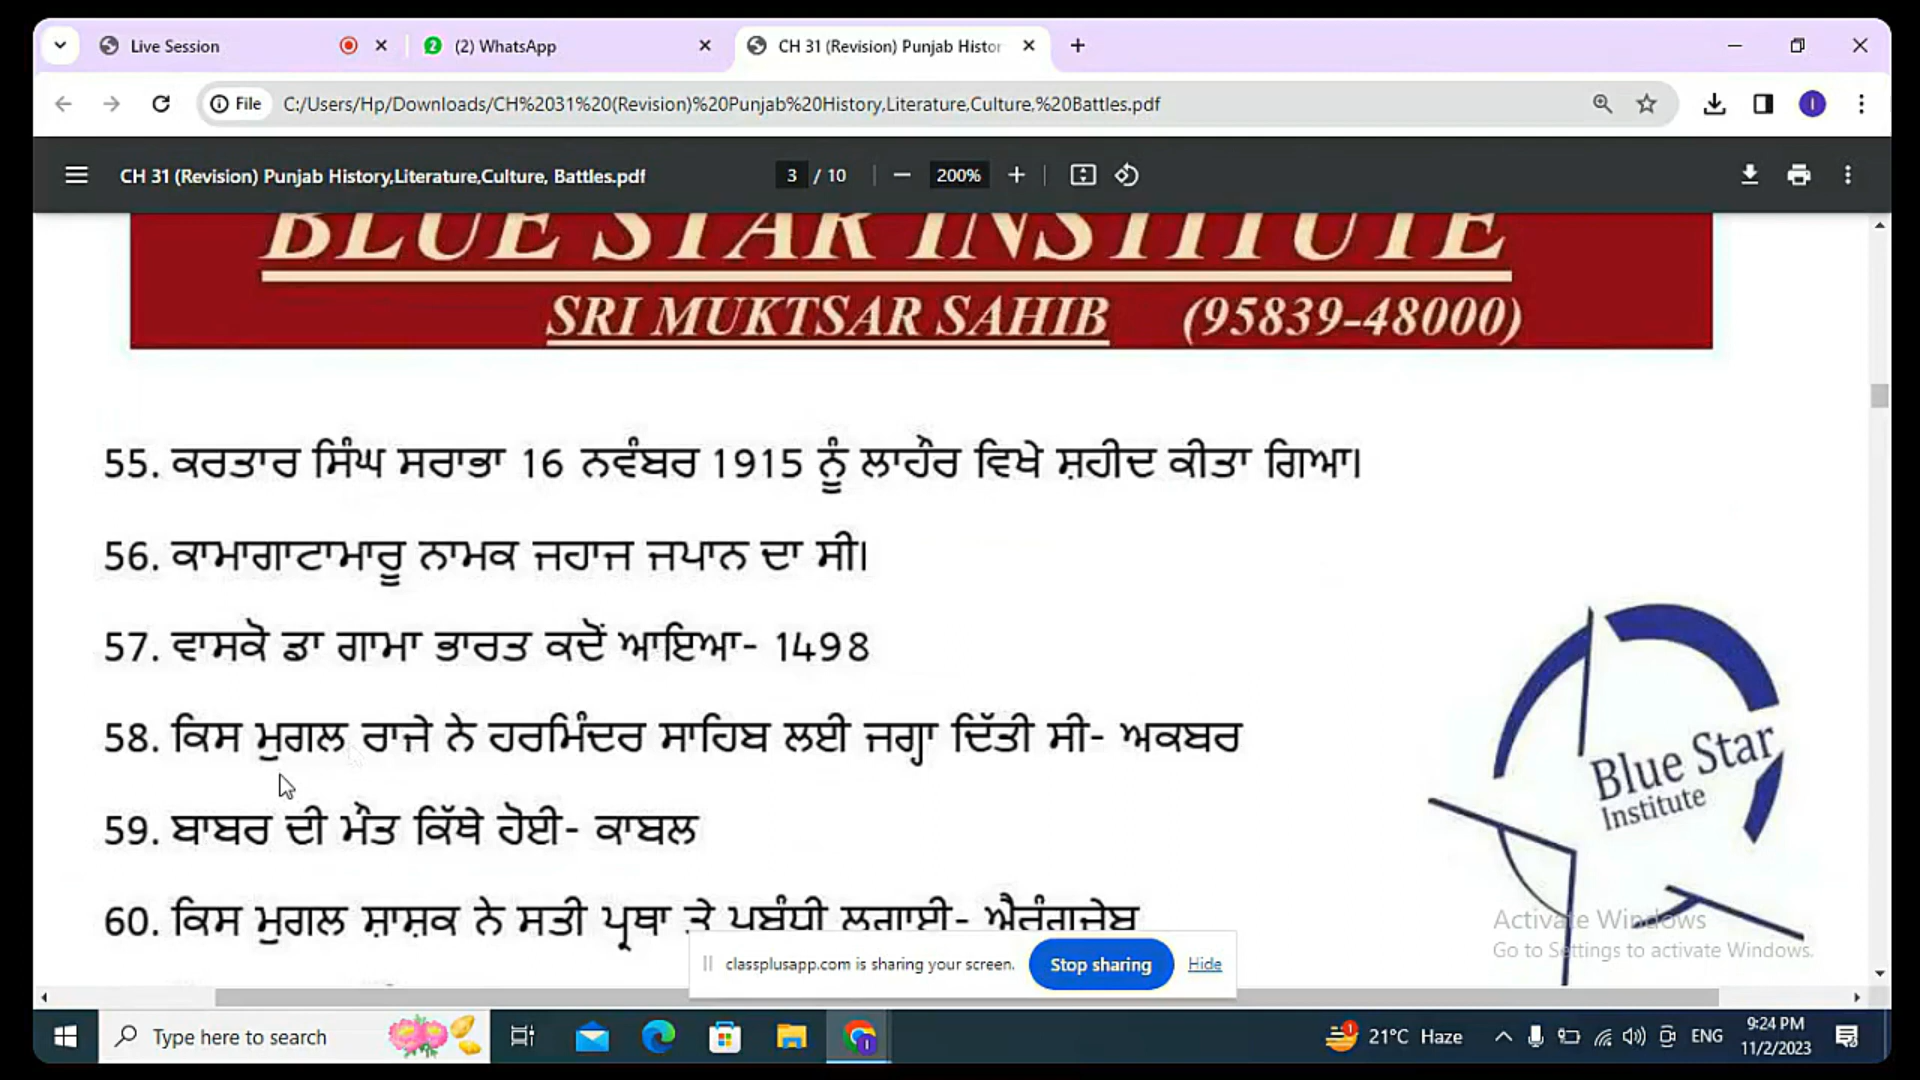 Live Session
(2) WhatsApp
CH 31 (Revision) Punjab Histor
File
C:/Users/Hp/Downloads/CH%2031%20(Revision)%20Punjab%20History,Literature,Culture,%20Battles.pdf
CH 31 (Revision) Punjab History,Literature,Culture, Battles.pdf
3 / 10
200%
BLUE STAR INSTITUTE
SRI MUKTSAR SAHIB (95839-48000)
55. ਕਰਤਾਰ ਸਿੰਘ ਸਰਾਭਾ 16 ਨਵੰਬਰ 1915 ਨੂੰ ਲਾਹੌਰ ਵਿਖੇ ਸ਼ਹੀਦ ਕੀਤਾ ਗਿਆ।
56. ਕਾਮਾਗਾਟਾਮਾਰੂ ਨਾਮਕ ਜਹਾਜ ਜਪਾਨ ਦਾ ਸੀ।
57. ਵਾਸਕੋ ਡਾ ਗਾਮਾ ਭਾਰਤ ਕਦੋਂ ਆਇਆ- 1498
58. ਕਿਸ ਮੁਗਲ ਰਾਜੇ ਨੇ ਹਰਮਿੰਦਰ ਸਾਹਿਬ ਲਈ ਜਗ੍ਹਾ ਦਿੱਤੀ ਸੀ- ਅਕਬਰ
59. ਬਾਬਰ ਦੀ ਮੌਤ ਕਿੱਥੇ ਹੋਈ- ਕਾਬਲ
60. ਕਿਸ ਮੁਗਲ ਸ਼ਾਸ਼ਕ ਨੇ ਸਤੀ ਪ੍ਰਥਾ ਤੇ ਪਬੰਧੀ ਲਗਾਈ- ਐਰੰਗਜੇਬ
Blue Star
Institute
Activate Windows
Go to Settings to activate Windows.
classplusapp.com is sharing your screen.
Stop sharing
Hide
Type here to search
21°C Haze
ENG
9:24 PM
11/2/2023